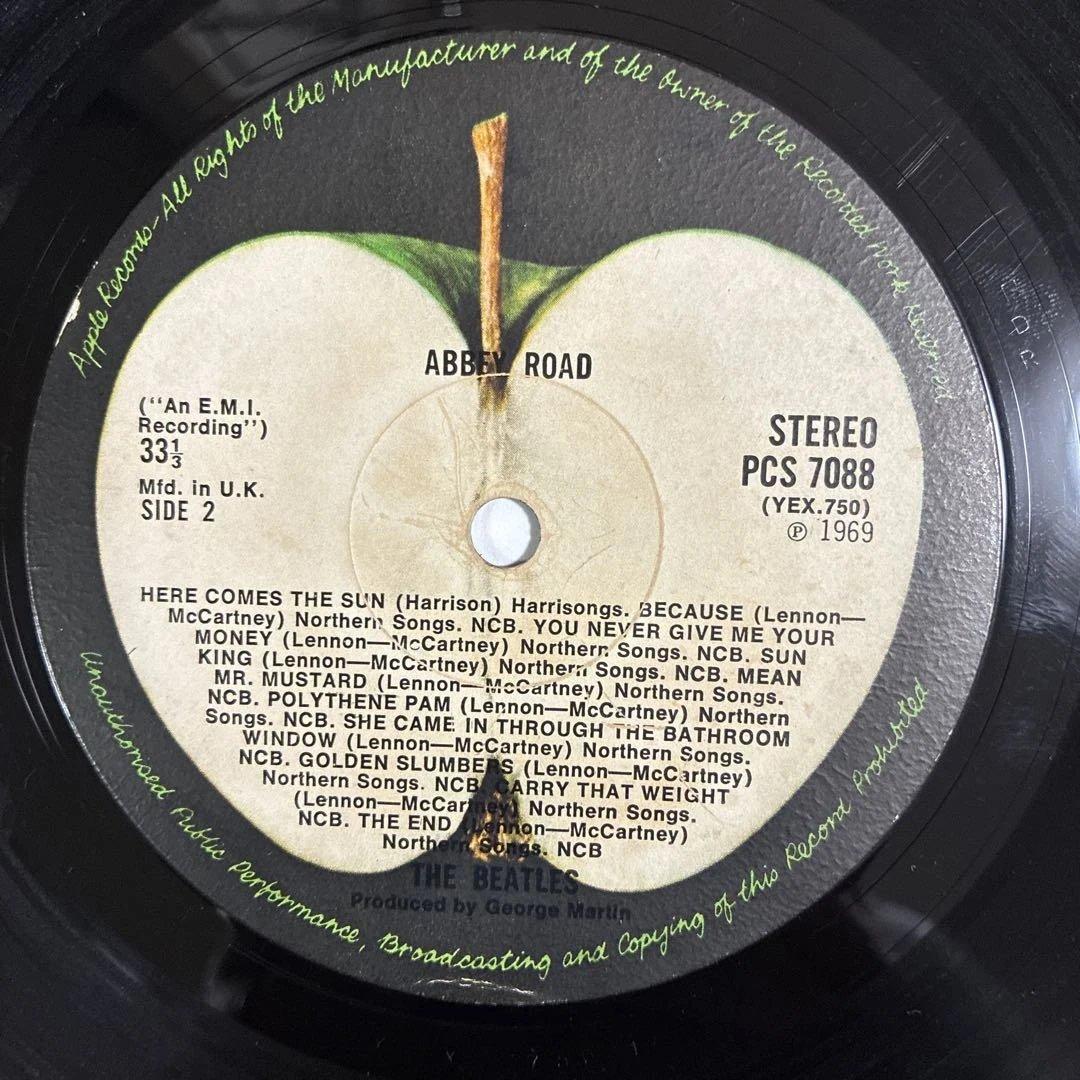 Apple Records—All Rights of the Manufacturer and of the Owner of the Recorded Work Reserved
ABBEY ROAD
(“An E.M.I.
Recording”)
33⅓
Mfd. in U.K.
SIDE 2
STEREO
PCS 7088
(YEX.750)
℗ 1969
HERE COMES THE SUN (Harrison) Harrisongs. BECAUSE (Lennon—
McCartney) Northern Songs. NCB. YOU NEVER GIVE ME YOUR
MONEY (Lennon—McCartney) Northern Songs. NCB. SUN
KING (Lennon—McCartney) Northern Songs. NCB. MEAN
MR. MUSTARD (Lennon—McCartney) Northern Songs.
NCB. POLYTHENE PAM (Lennon—McCartney) Northern
Songs. NCB. SHE CAME IN THROUGH THE BATHROOM
WINDOW (Lennon—McCartney) Northern Songs.
NCB. GOLDEN SLUMBERS (Lennon—McCartney)
Northern Songs. NCB. CARRY THAT WEIGHT
(Lennon—McCartney) Northern Songs.
NCB. THE END (Lennon—McCartney)
Northern Songs. NCB
THE BEATLES
Produced by George Martin
Unauthorised Public Performance, Broadcasting and Copying of this Record Prohibited